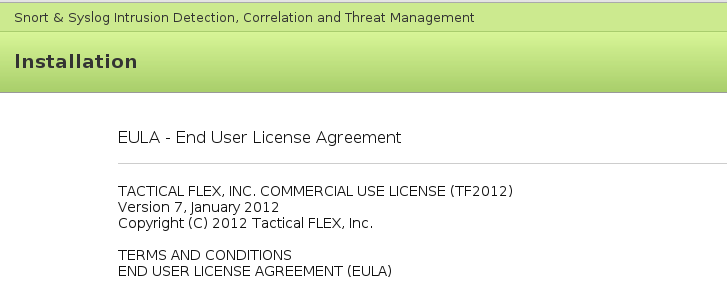 Snort & Syslog Intrusion Detection, Correlation and Threat Management
Installation
EULA - End User License Agreement
TACTICAL FLEX, INC. COMMERCIAL USE LICENSE (TF2012)
Version 7, January 2012
Copyright (C) 2012 Tactical FLEX, Inc.
TERMS AND CONDITIONS
END USER LICENSE AGREEMENT (EULA)